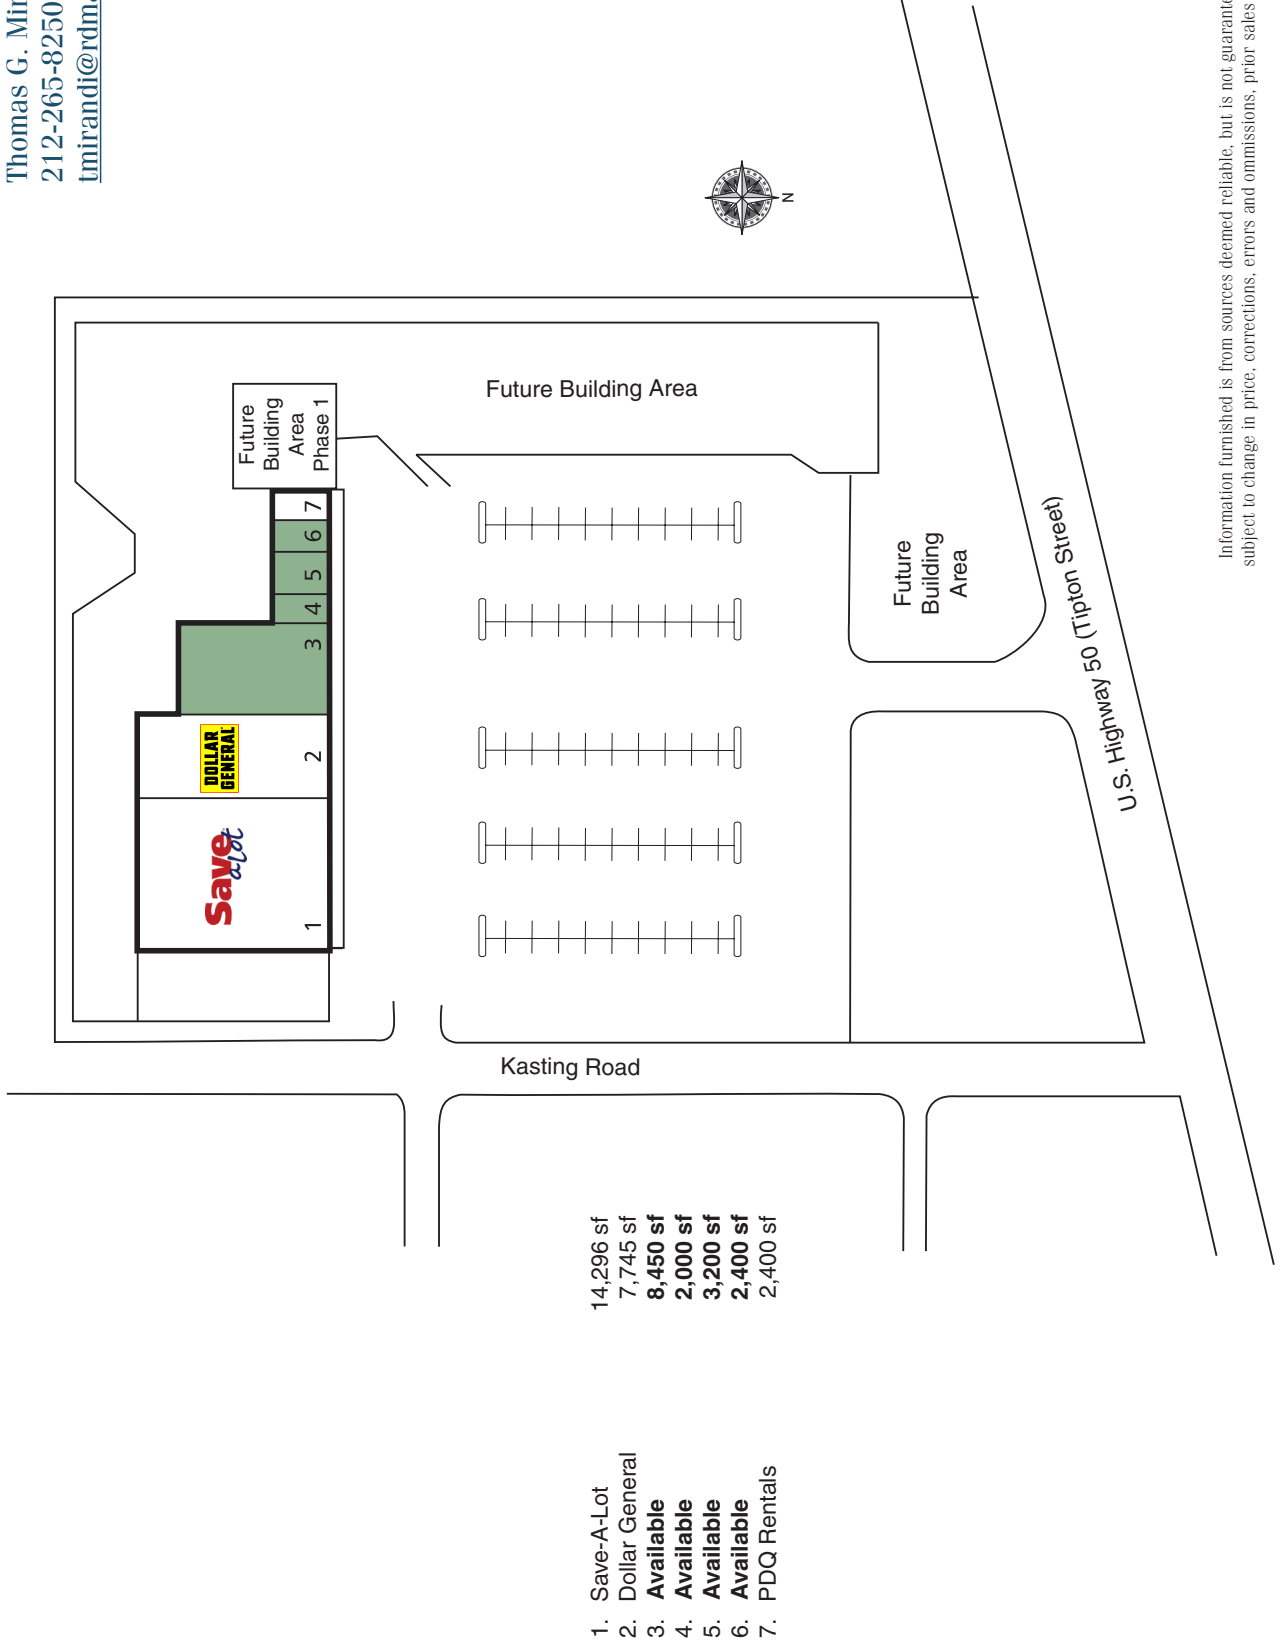 Thomas G.
212-265-8250
Future
Building
Area
Phase 1
Future Building Area
7
6
5
4
3
2
1
DOLLAR
GENERAL
Save
a lot
N
Future
Building
Area
U.S. Highway 50 (Tipton Street)
Kasting Road
1. Save-A-Lot 14,296 sf
2. Dollar General 7,745 sf
3. Available 8,450 sf
4. Available 2,000 sf
5. Available 3,200 sf
6. Available 2,400 sf
7. PDQ Rentals 2,400 sf
Information furnished is from sources deemed reliable, but is not
subject to change in price, corrections, errors and ommissions, prior sales